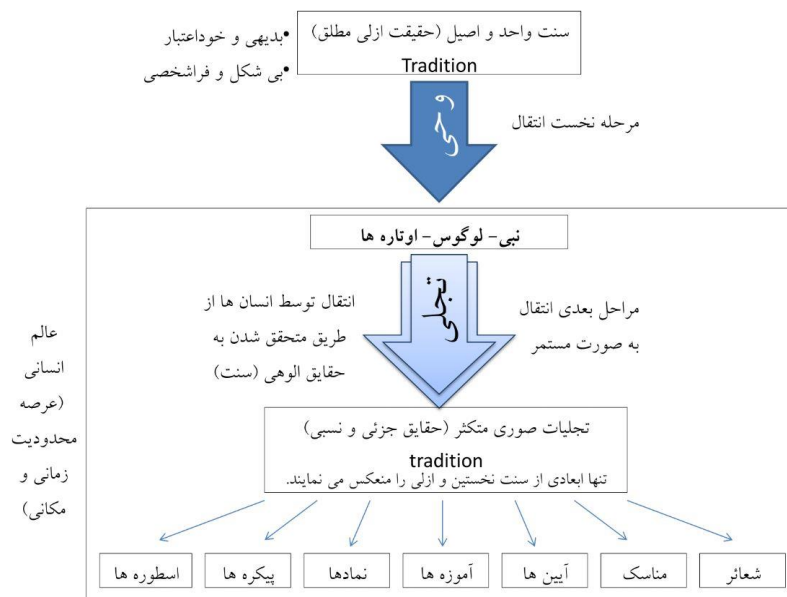 سنت واحد و اصیل (حقیقت ازلی مطلق)
Tradition
•بدیهی و خوداعتبار
•بی شکل و فراشخصی
وحی
مرحله نخست انتقال
نبی- لوگوس- اوتاره ها
تجلی
مراحل بعدی انتقال
به صورت مستمر
انتقال توسط انسان ها از
طریق متحقق شدن به
حقایق الوهی (سنت)
عالم
انسانی
(عرصه
محدودیت
زمانی و
مکانی)
تجلیات صوری متکثر (حقایق جزئی و نسبی)
tradition
تنها ابعادی از سنت نخستین و ازلی را منعکس می نمایند.
شعائر
مناسک
آیین ها
آموزه ها
نمادها
پیکره ها
اسطوره ها